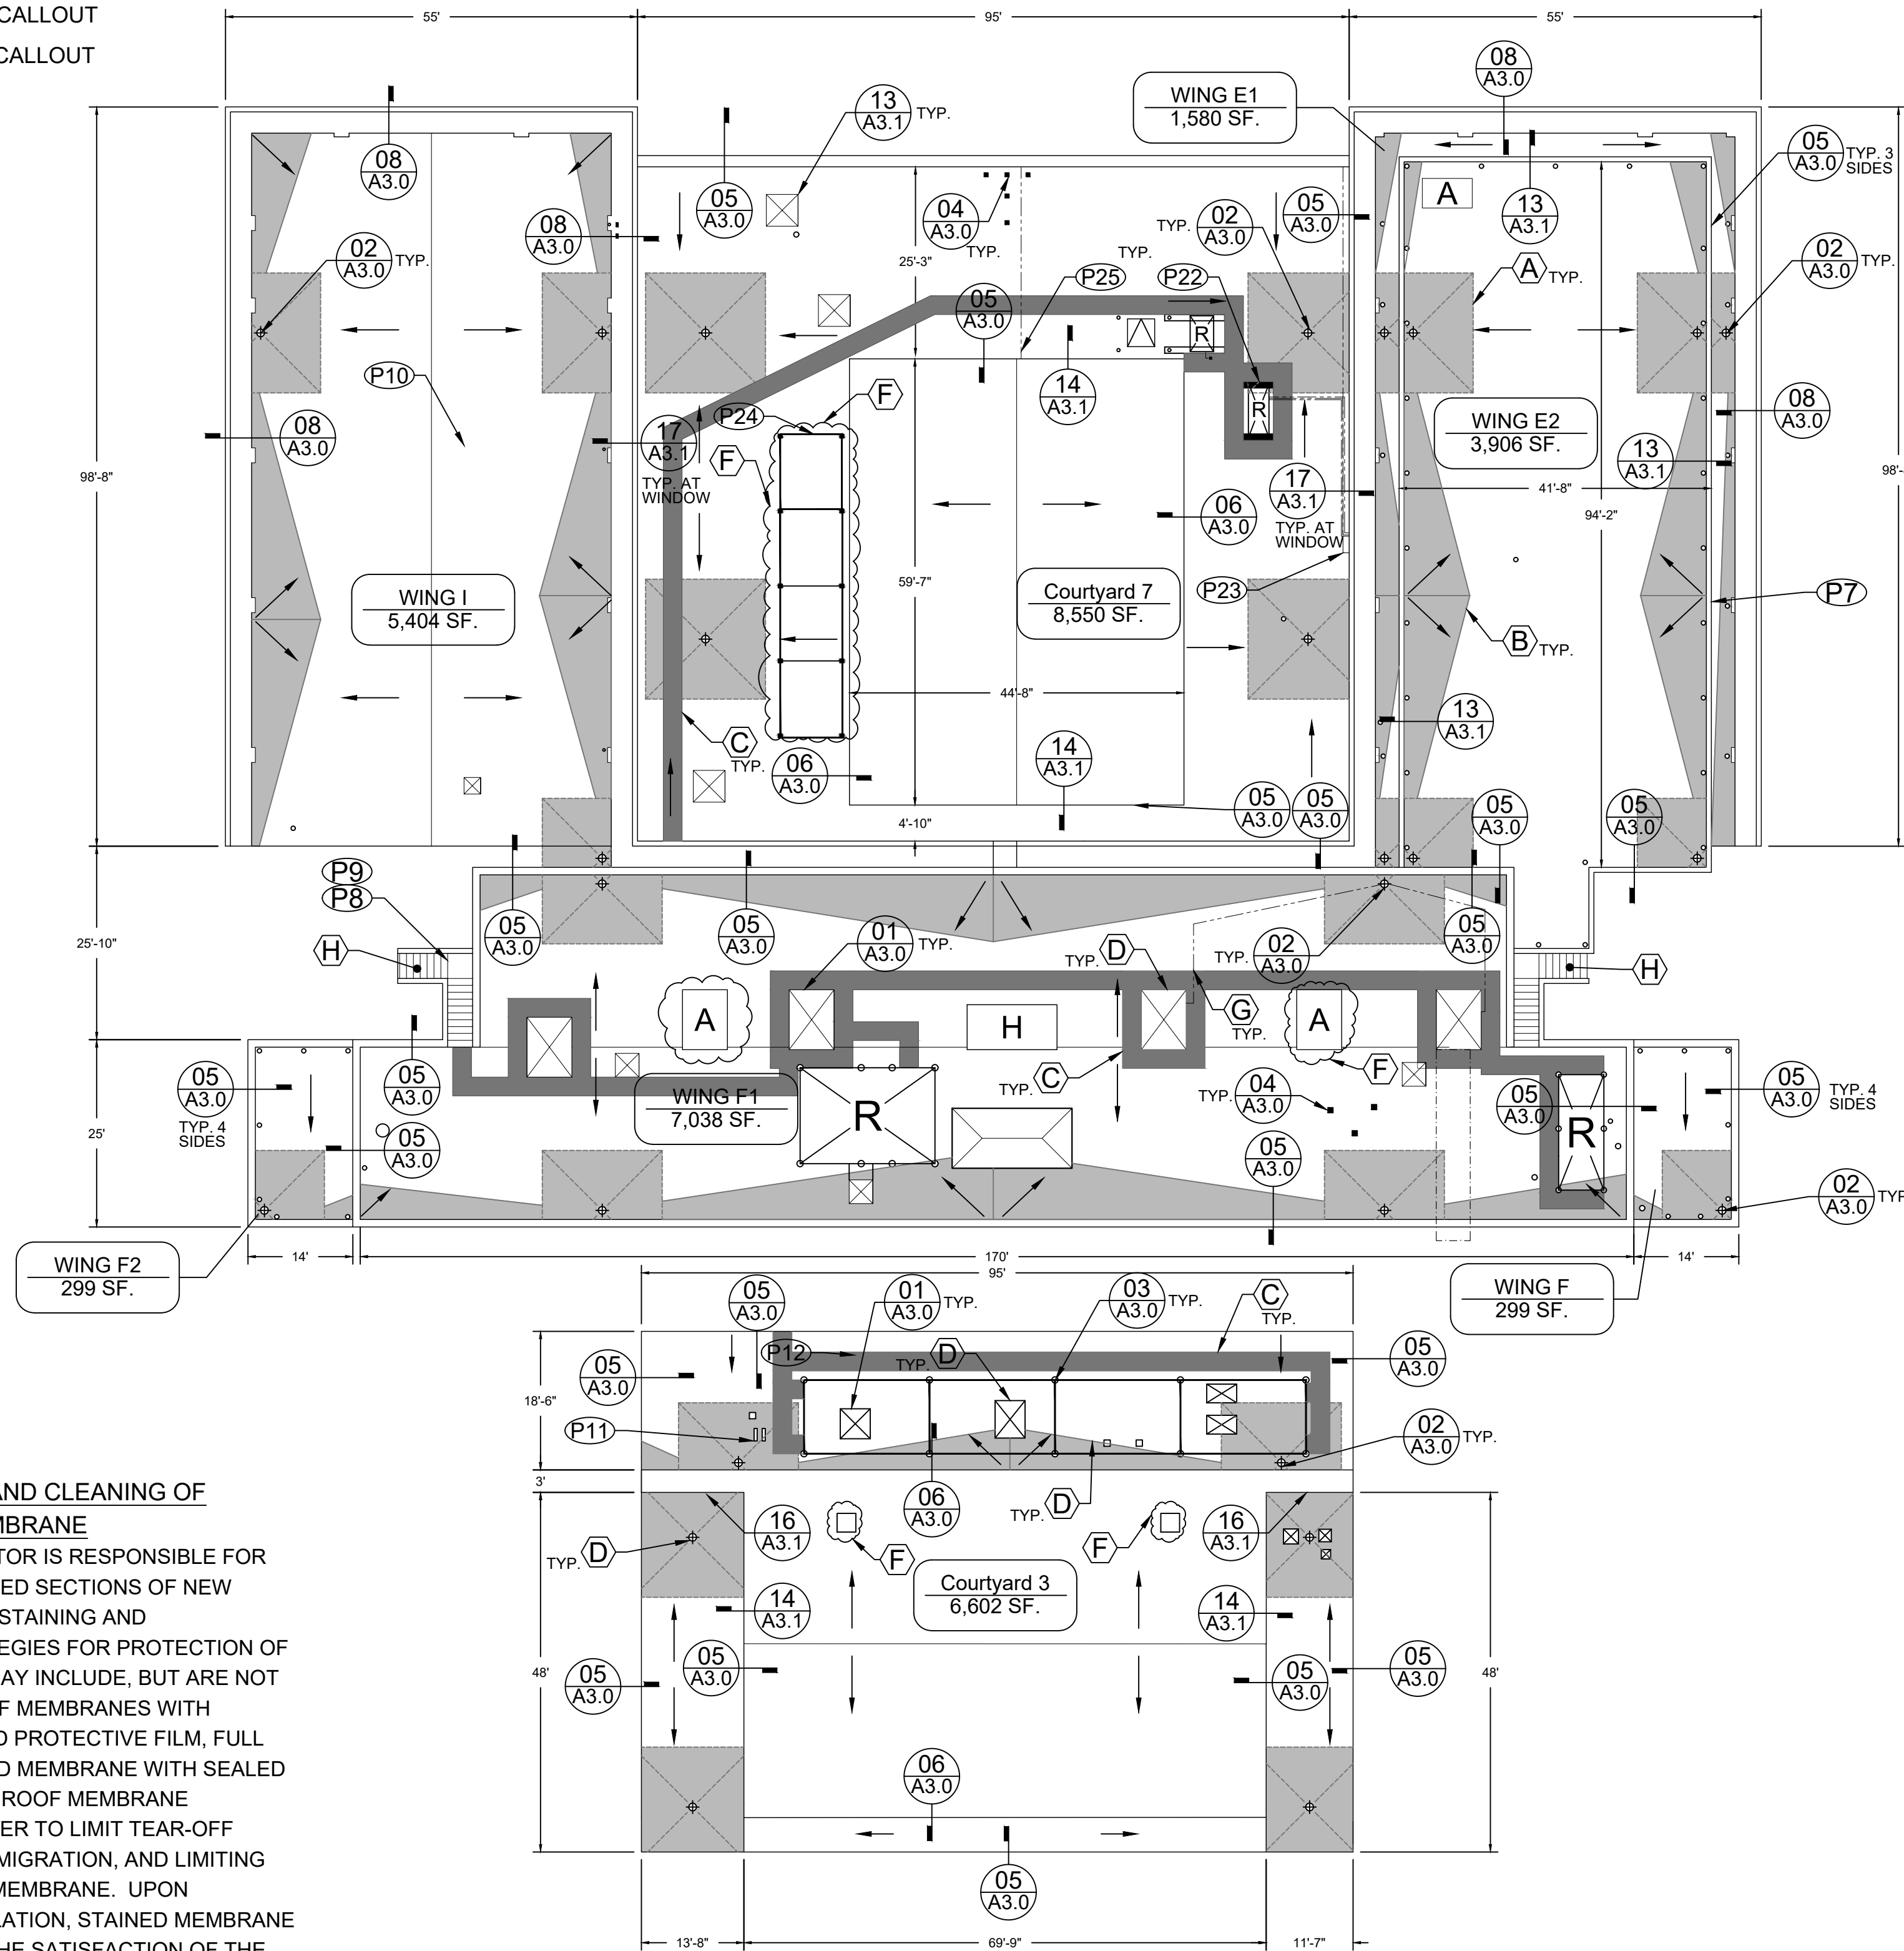 CALLOUT
CALLOUT
55'
95'
55'
08
A3.0
WING E1
1,580 SF.
13
A3.1
TYP.
08
A3.0
05
A3.0
TYP. 3
SIDES
05
A3.0
04
A3.0
TYP.
TYP.
02
A3.0
05
A3.0
A
13
A3.1
08
A3.0
02
A3.0
TYP.
25'-3"
TYP.
P25
P22
A
TYP.
02
A3.0
TYP.
05
A3.0
R
P10
14
A3.1
R
F
P24
08
A3.0
17
A3.1
TYP. AT
WINDOW
F
WING E2
3,906 SF.
08
A3.0
98'-8"
13
A3.1
98'-
17
A3.1
TYP. AT
WINDOW
06
A3.0
41'-8"
94'-2"
59'-7"
WING I
5,404 SF.
Courtyard 7
8,550 SF.
P23
P7
B
TYP.
44'-8"
C
TYP.
13
A3.1
14
A3.1
06
A3.0
05
A3.0
05
A3.0
05
A3.0
05
A3.0
4'-10"
P9
P8
05
A3.0
05
A3.0
01
A3.0
TYP.
TYP.
D
TYP.
02
A3.0
05
A3.0
25'-10"
H
H
A
H
G
TYP.
A
05
A3.0
TYP. 4
SIDES
05
A3.0
TYP.
C
F
05
A3.0
TYP. 4
SIDES
25'
WING F1
7,038 SF.
R
TYP.
04
A3.0
05
A3.0
R
05
A3.0
05
A3.0
02
A3.0
TYP
14'
170'
14'
WING F2
299 SF.
WING F
299 SF.
95'
05
A3.0
01
A3.0
TYP.
03
A3.0
TYP.
C
TYP.
P12
TYP.
D
05
A3.0
05
A3.0
18'-6"
P11
02
A3.0
TYP.
3'
06
A3.0
TYP.
D
16
A3.1
F
F
16
A3.1
TYP.
D
Courtyard 3
6,602 SF.
14
A3.1
14
A3.1
48'
05
A3.0
05
A3.0
05
A3.0
05
A3.0
48'
06
A3.0
05
A3.0
13'-8"
69'-9"
11'-7"
AND CLEANING OF
MBRANE
TOR IS RESPONSIBLE FOR
ED SECTIONS OF NEW
STAINING AND
EGIES FOR PROTECTION OF
AY INCLUDE, BUT ARE NOT
F MEMBRANES WITH
D PROTECTIVE FILM, FULL
D MEMBRANE WITH SEALED
ROOF MEMBRANE
ER TO LIMIT TEAR-OFF
MIGRATION, AND LIMITING
MEMBRANE. UPON
LATION, STAINED MEMBRANE
HE SATISFACTION OF THE